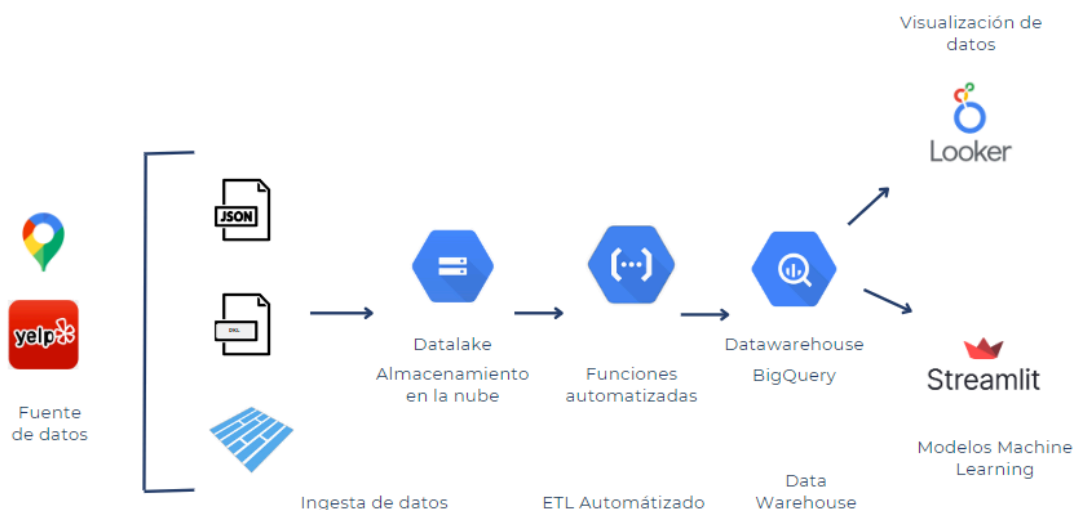 Visualización de
datos
Looker
JSON
yelp
DKL
Datalake
Almacenamiento
en la nube
Funciones
automatizadas
Datawarehouse
BigQuery
Streamlit
Fuente
de datos
Modelos Machine
Learning
Ingesta de datos
ETL Automátizado
Data
Warehouse